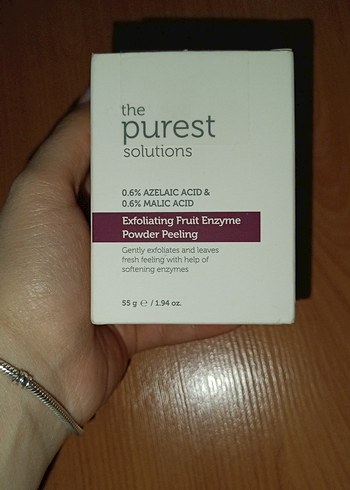 the
purest
solutions
0.6% AZELAIC ACID &
0.6% MALIC ACID
Exfoliating Fruit Enzyme
Powder Peeling
Gently exfoliates and leaves
fresh feeling with help of
softening enzymes
55 g ℮ / 1.94 oz.